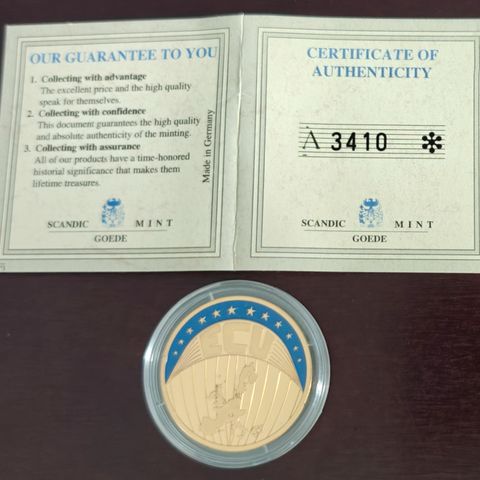 OUR GUARANTEE TO YOU
1. Collecting with advantage
The excellent price and the high quality
speak for themselves.
2. Collecting with confidence
This document guarantees the high quality
and absolute authenticity of the minting.
3. Collecting with assurance
All of our products have a time-honored
historial significance that makes them
lifetime treasures.
Made in Germany
SCANDIC MINT
GOEDE
CERTIFICATE OF
AUTHENTICITY
A 3410 *
SCANDIC MINT
GOEDE
ECU